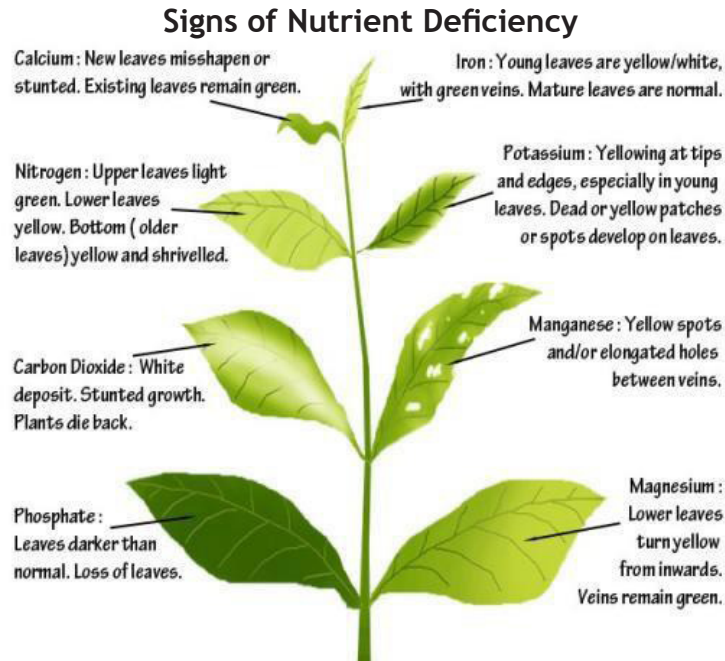 Signs of Nutrient Deficiency
Calcium : New leaves misshapen or
stunted. Existing leaves remain green.
Iron : Young leaves are yellow/white,
with green veins. Mature leaves are normal.
Nitrogen : Upper leaves light
green. Lower leaves
yellow. Bottom ( older
leaves) yellow and shrivelled.
Potassium : Yellowing at tips
and edges, especially in young
leaves. Dead or yellow patches
or spots develop on leaves.
Carbon Dioxide : White
deposit. Stunted growth.
Plants die back.
Manganese : Yellow spots
and/or elongated holes
between veins.
Phosphate :
Leaves darker than
normal. Loss of leaves.
Magnesium :
Lower leaves
turn yellow
from inwards.
Veins remain green.